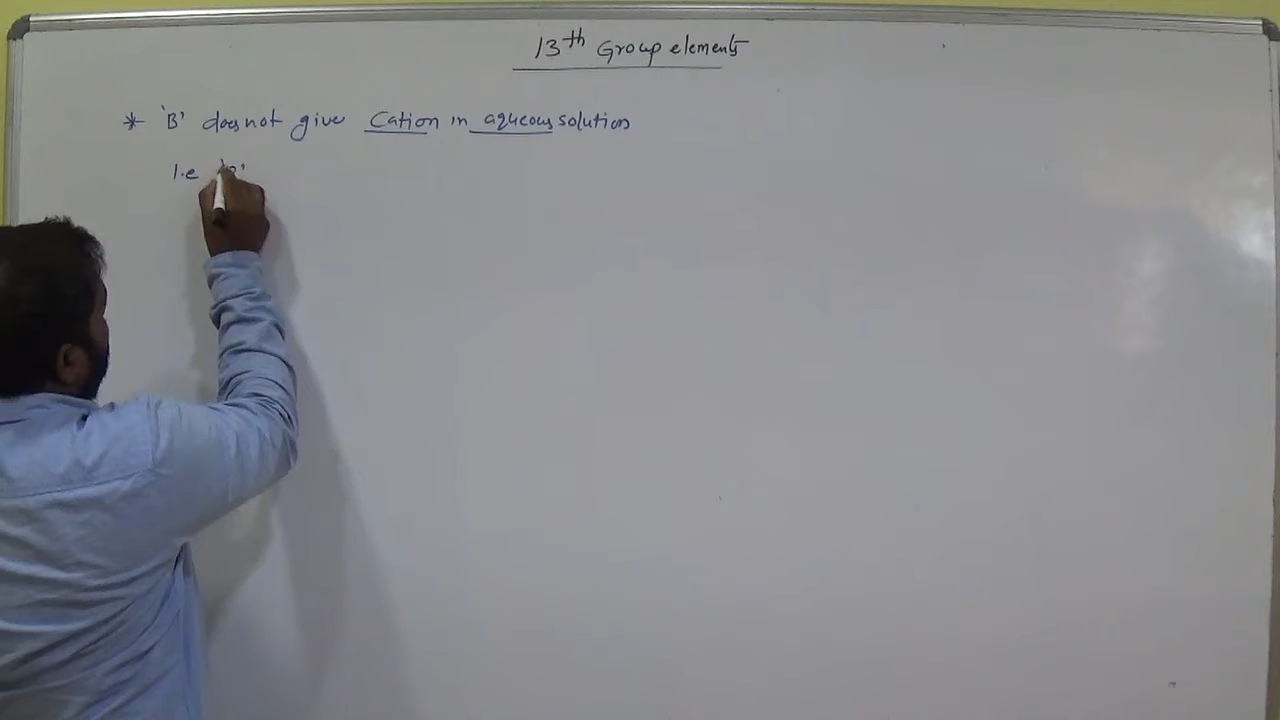 13th Group elements
* 'B' does not give Cation in aqueous solution
I.e